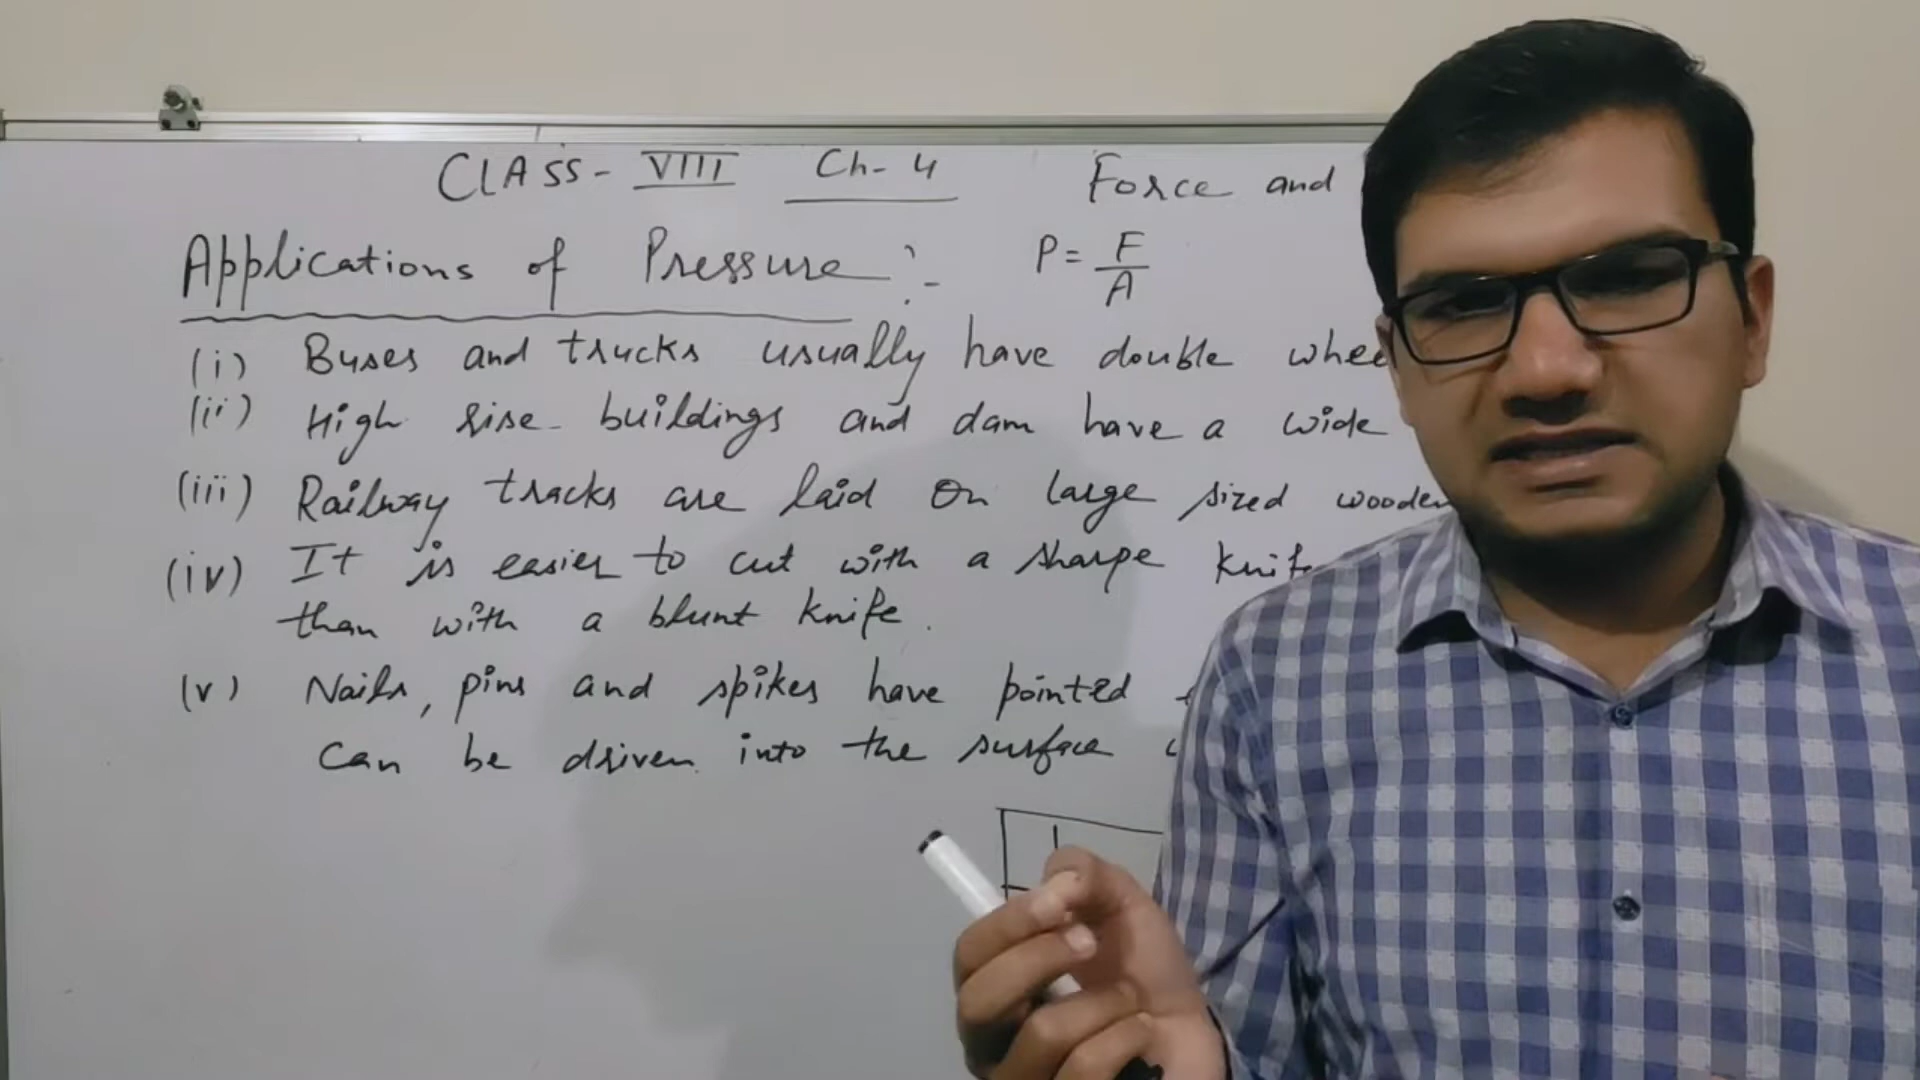 CLASS- VIII Ch- 4 Force and
Applications of Pressure :- P = F/A
(i) Buses and trucks usually have double
(ii) High rise buildings and dam have a wide
(iii) Railway tracks are laid on large sized wooden
(iv) It is easier to cut with a sharpe
than with a blunt knife.
(v) Nails, pins and spikes have pointed
can be driven into the surface